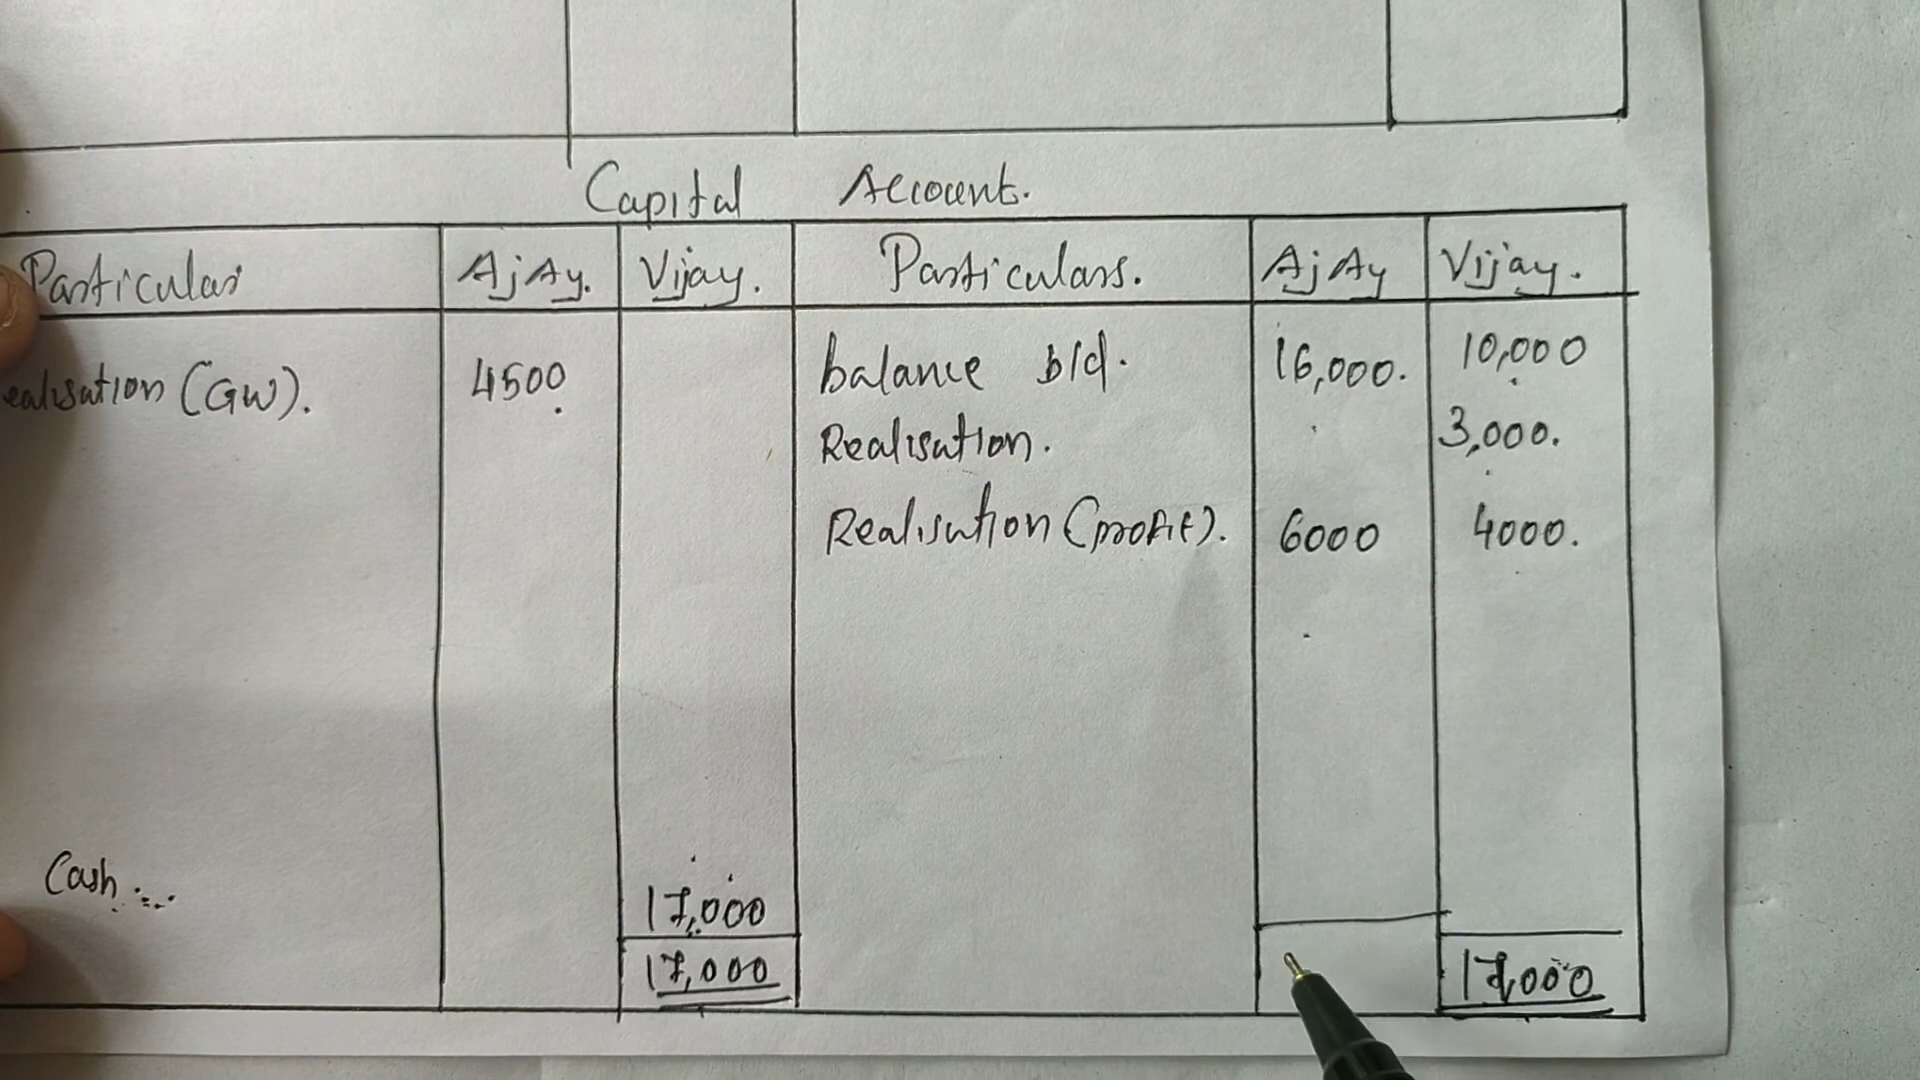 Capital Account.
Particular AjAy. Vijay. Particulars. AjAy Vijay.
ealisation (GW). 4500 balance b/d. 16,000. 10,000
Realisation. 3,000.
Realisation (profit). 6000 4000.
Cash 17,000
17,000 17,000